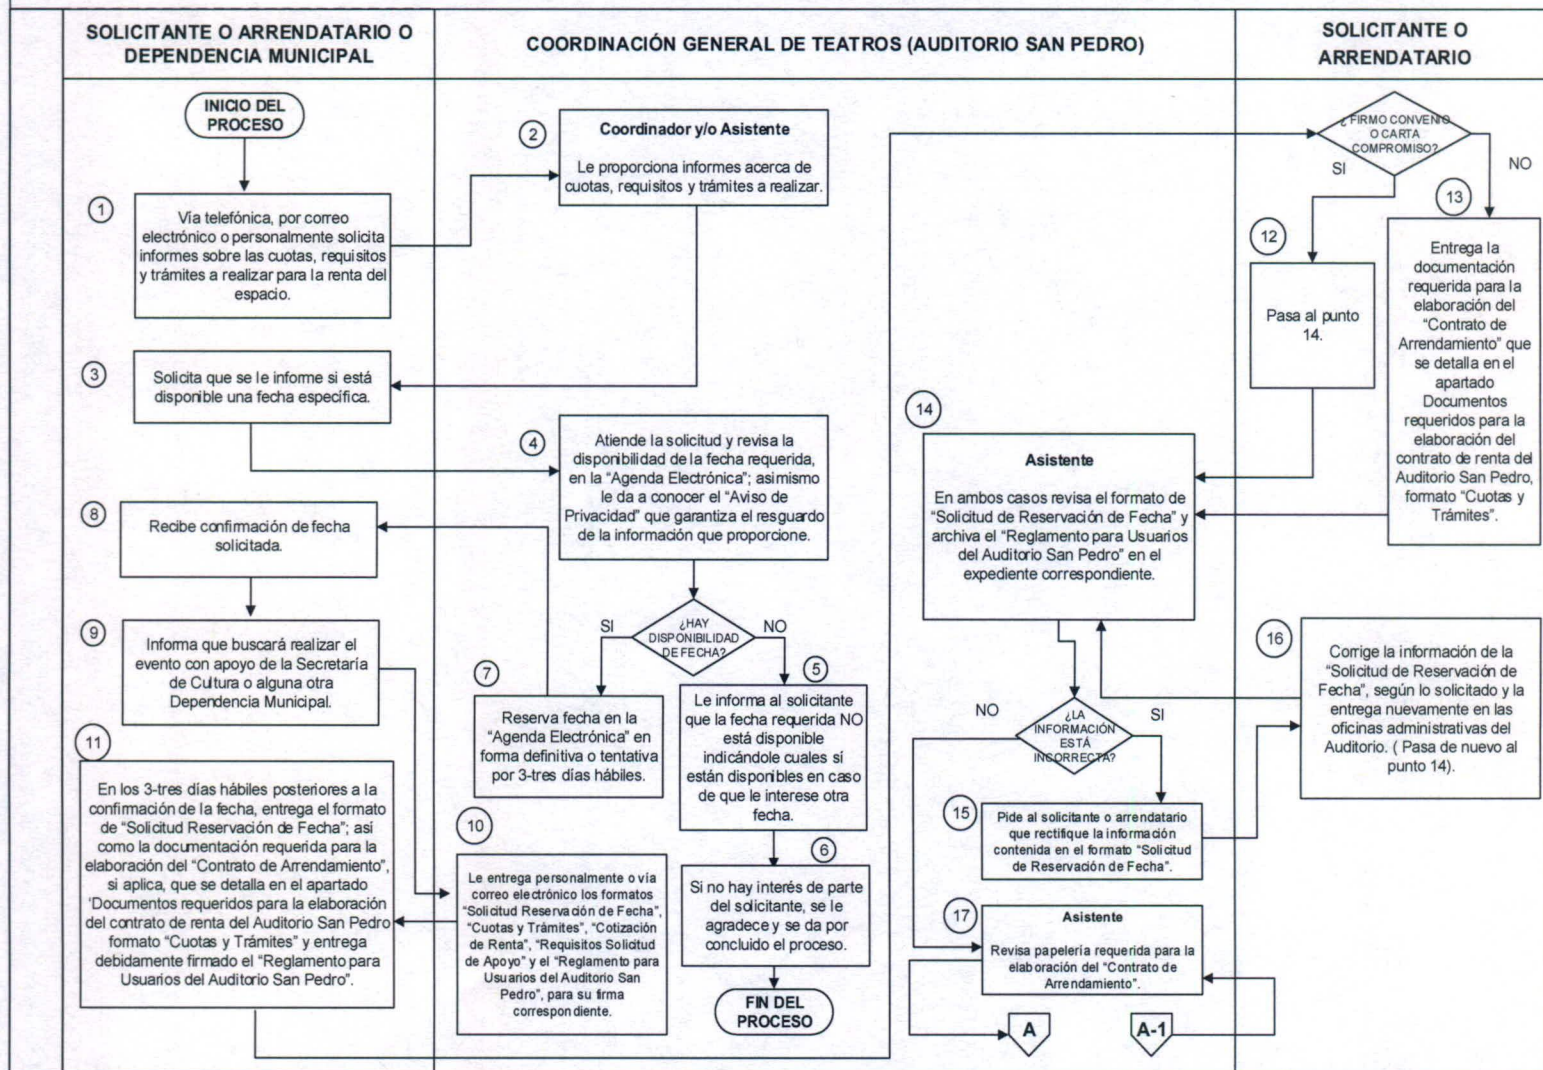 SOLICITANTE O ARRENDATARIO O
DEPENDENCIA MUNICIPAL
COORDINACIÓN GENERAL DE TEATROS (AUDITORIO SAN PEDRO)
SOLICITANTE O
ARRENDATARIO
INICIO DEL
PROCESO
1
Vía telefónica, por correo
electrónico o personalmente solicita
informes sobre las cuotas, requisitos
y trámites a realizar para la renta del
espacio.
2
Coordinador y/o Asistente
Le proporciona informes acerca de
cuotas, requisitos y trámites a realizar.
3
Solicita que se le informe si está
disponible una fecha específica.
4
Atiende la solicitud y revisa la
disponibilidad de la fecha requerida,
en la "Agenda Electrónica"; asimismo
le da a conocer el "Aviso de
Privacidad" que garantiza el resguardo
de la información que proporcione.
¿HAY
DISPONIBILIDAD
DE FECHA?
SI
NO
5
Le informa al solicitante
que la fecha requerida NO
está disponible
indicándole cuales sí
están disponibles en caso
de que le interese otra
fecha.
6
Si no hay interés de parte
del solicitante, se le
agradece y se da por
concluido el proceso.
FIN DEL
PROCESO
7
Reserva fecha en la
"Agenda Electrónica" en
forma definitiva o tentativa
por 3-tres días hábiles.
8
Recibe confirmación de fecha
solicitada.
9
Informa que buscará realizar el
evento con apoyo de la Secretaría
de Cultura o alguna otra
Dependencia Municipal.
10
Le entrega personalmente o vía
correo electrónico los formatos
"Solicitud Reservación de Fecha",
"Cuotas y Trámites", "Cotización
de Renta", "Requisitos Solicitud
de Apoyo" y el "Reglamento para
Usuarios del Auditorio San
Pedro", para su firma
correspondiente.
11
En los 3-tres días hábiles posteriores a la
confirmación de la fecha, entrega el formato
de "Solicitud Reservación de Fecha"; así
como la documentación requerida para la
elaboración del "Contrato de Arrendamiento",
si aplica, que se detalla en el apartado
'Documentos requeridos para la elaboración
del contrato de renta del Auditorio San Pedro
formato "Cuotas y Trámites" y entrega
debidamente firmado el "Reglamento para
Usuarios del Auditorio San Pedro".
¿ FIRMO CONVENIO
O CARTA
COMPROMISO?
SI
NO
12
Pasa al punto
14.
13
Entrega la
documentación
requerida para la
elaboración del
"Contrato de
Arrendamiento" que
se detalla en el
apartado
Documentos
requeridos para la
elaboración del
contrato de renta del
Auditorio San Pedro,
formato "Cuotas y
Trámites".
14
Asistente
En ambos casos revisa el formato de
"Solicitud de Reservación de Fecha" y
archiva el "Reglamento para Usuarios
del Auditorio San Pedro" en el
expediente correspondiente.
¿LA
INFORMACIÓN
ESTÁ
INCORRECTA?
NO
SI
15
Pide al solicitante o arrendatario
que rectifique la información
contenida en el formato "Solicitud
de Reservación de Fecha".
16
Corrige la información de la
"Solicitud de Reservación de
Fecha", según lo solicitado y la
entrega nuevamente en las
oficinas administrativas del
Auditorio. ( Pasa de nuevo al
punto 14).
17
Asistente
Revisa papelería requerida para la
elaboración del "Contrato de
Arrendamiento".
A
A-1